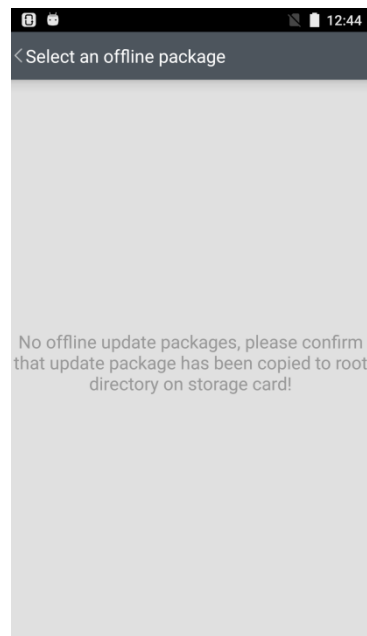 12:44
Select an offline package
No offline update packages, please confirm
that update package has been copied to root
directory on storage card!